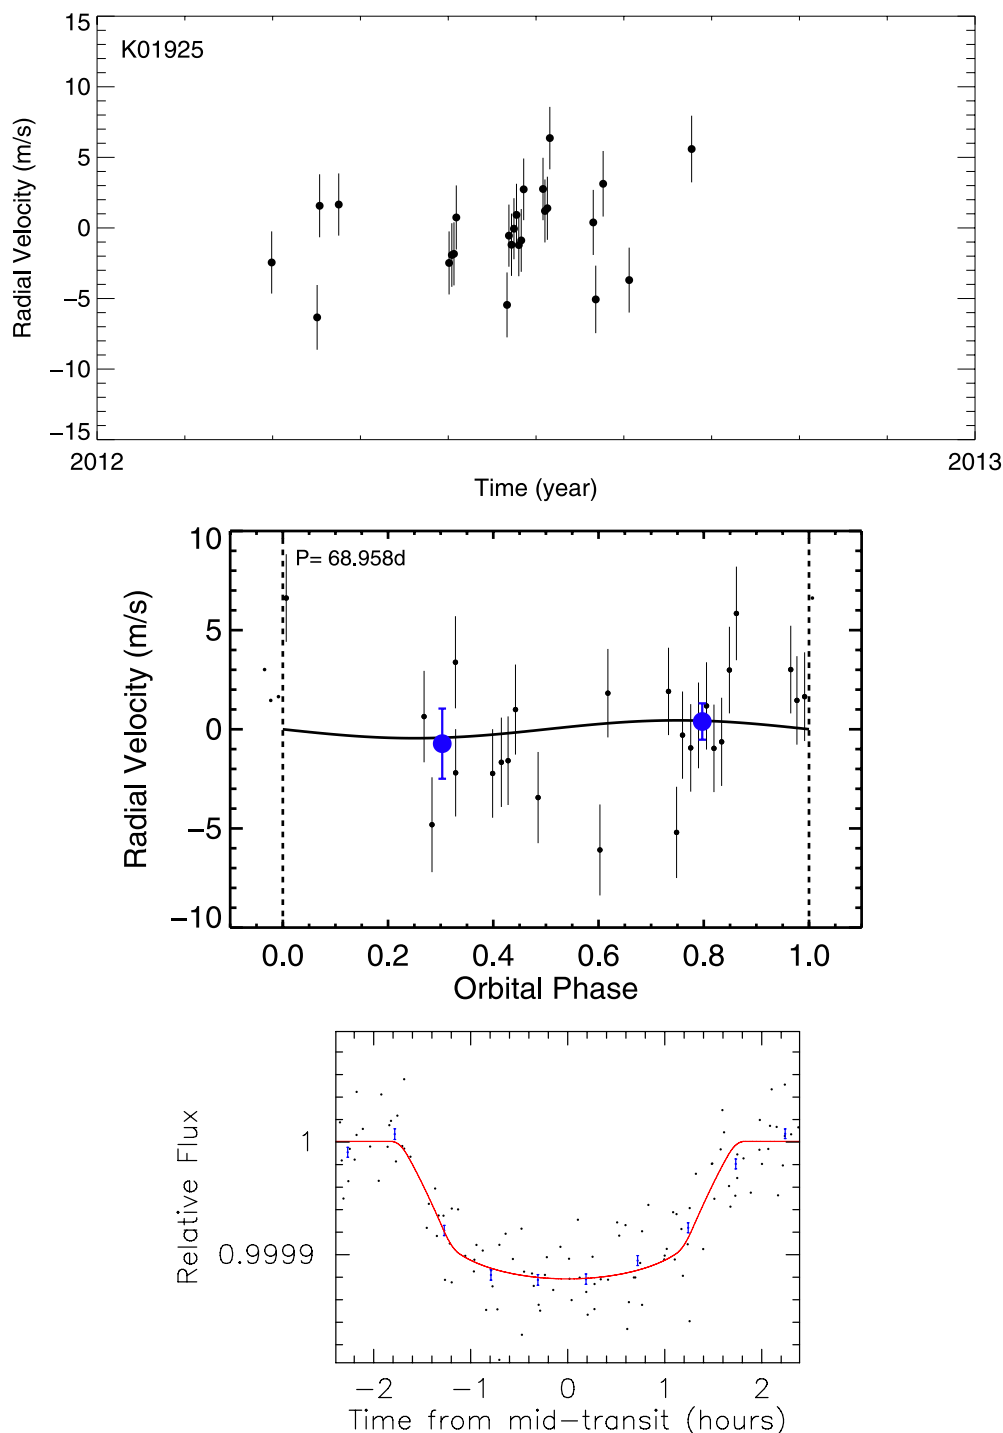 15
K01925
10
5
0
−5
−10
−15
Radial Velocity (m/s)
2012
2013
Time (year)
10
P= 68.958d
5
0
−5
−10
Radial Velocity (m/s)
0.0 0.2 0.4 0.6 0.8 1.0
Orbital Phase
1
0.9999
Relative Flux
−2 −1 0 1 2
Time from mid−transit (hours)